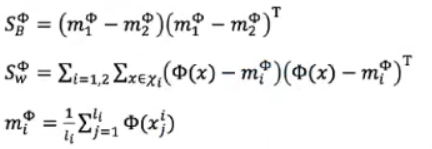 S_B^Φ = (m_1^Φ − m_2^Φ)(m_1^Φ − m_2^Φ)^T
S_w^Φ = Σ_{i=1,2} Σ_{x∈χ_i} (Φ(x) − m_i^Φ)(Φ(x) − m_i^Φ)^T
m_i^Φ = 1/l_i Σ_{j=1}^{l_i} Φ(x_j^i)